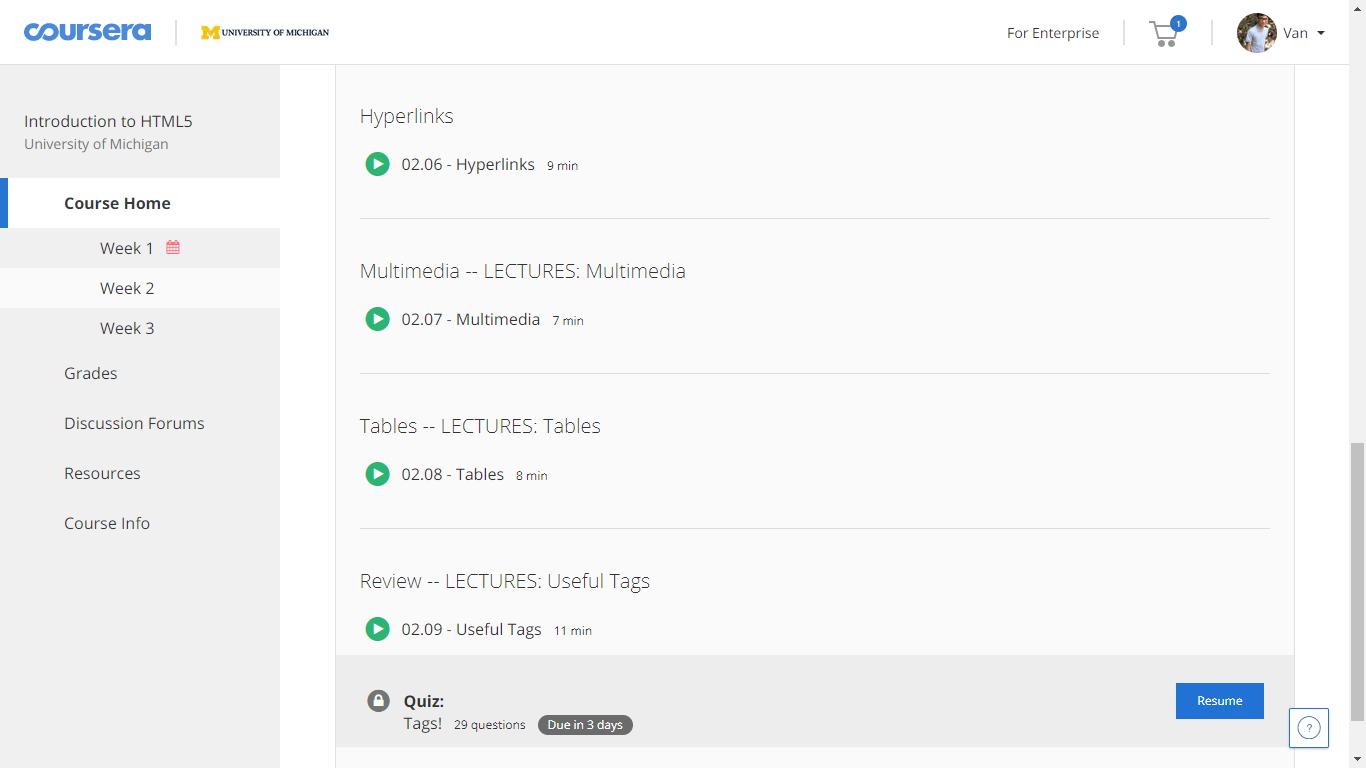 coursera
M UNIVERSITY OF MICHIGAN
For Enterprise
1
Van
Introduction to HTML5
University of Michigan
Course Home
Week 1
Week 2
Week 3
Grades
Discussion Forums
Resources
Course Info
Hyperlinks
02.06 - Hyperlinks 9 min
Multimedia -- LECTURES: Multimedia
02.07 - Multimedia 7 min
Tables -- LECTURES: Tables
02.08 - Tables 8 min
Review -- LECTURES: Useful Tags
02.09 - Useful Tags 11 min
Quiz:
Tags! 29 questions Due in 3 days
Resume
?